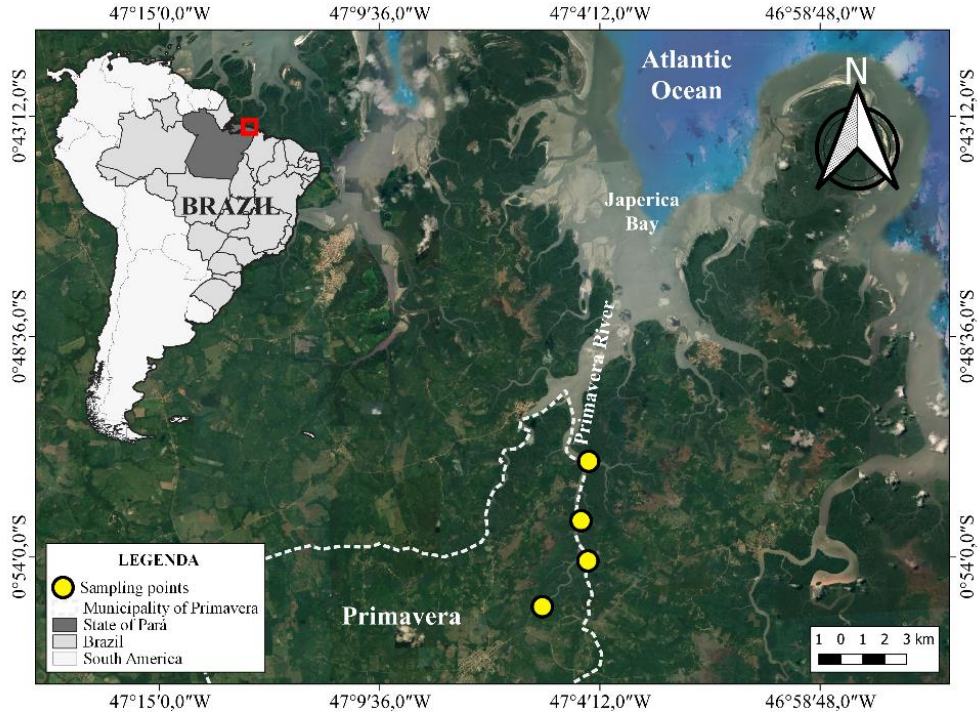 47°15'0,0"W 47°9'36,0"W 47°4'12,0"W 46°58'48,0"W
0°43'12,0"S 0°43'12,0"S
Atlantic
Ocean
N
BRAZIL
Japerica
Bay
0°48'36,0"S 0°48'36,0"S
Primavera River
0°54'0,0"S 0°54'0,0"S
LEGENDA
Sampling points
Municipality of Primavera
State of Pará
Brazil
South America
Primavera
1 0 1 2 3 km
47°15'0,0"W 47°9'36,0"W 47°4'12,0"W 46°58'48,0"W